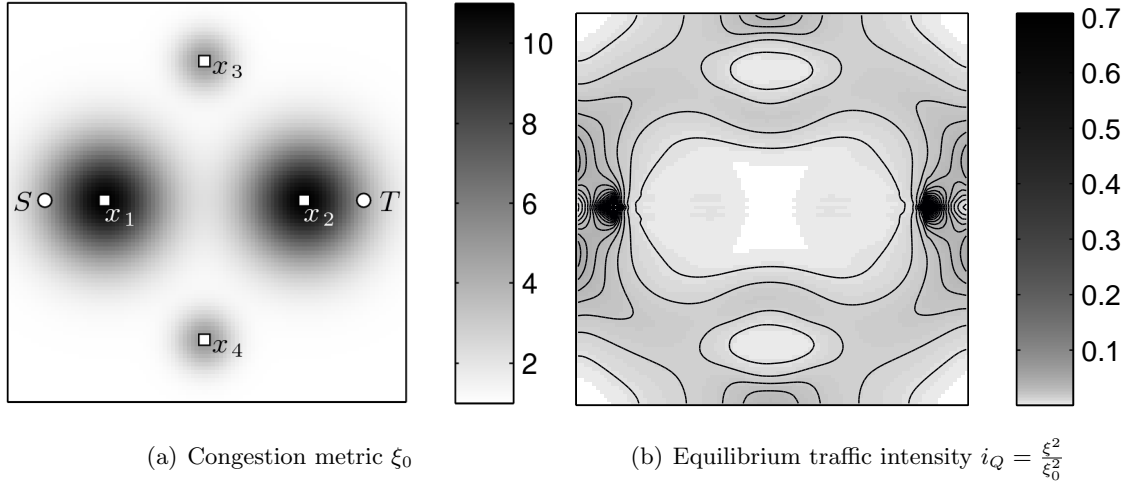 x₃
S
x₁
x₂
T
x₄
10
8
6
4
2
0.7
0.6
0.5
0.4
0.3
0.2
0.1
(a) Congestion metric ξ₀
(b) Equilibrium traffic intensity i_Q = ξ²/ξ₀²